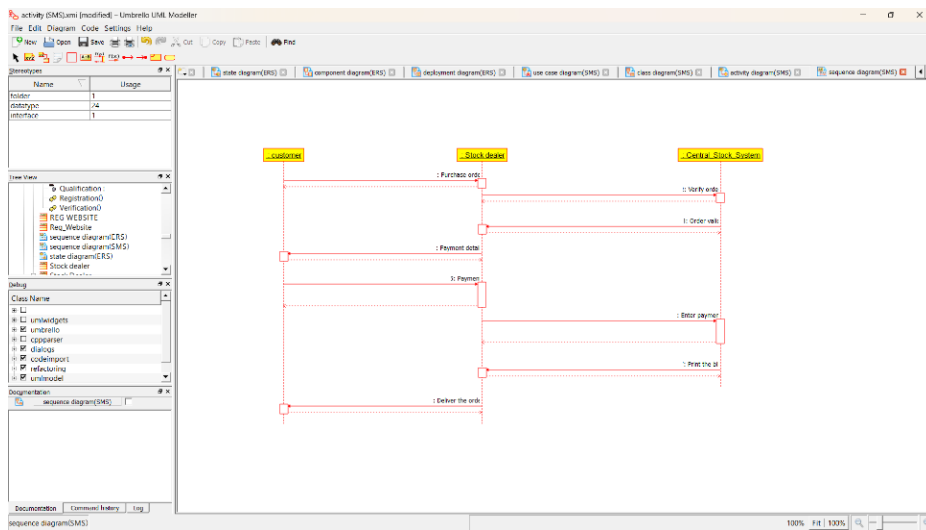 activity (SMS).xmi [modified] – Umbrello UML Modeller
File Edit Diagram Code Settings Help
New Open Save Cut Copy Paste Find
Stereotypes
Name Usage
folder 1
datatype 24
interface 1
Tree View
Qualification :
Registration()
Verification()
REG WEBSITE
Reg_Website
sequence diagram(ERS)
sequence diagram(SMS)
state diagram(ERS)
Stock dealer
Debug
Class Name
umlwidgets
umbrello
cppparser
dialogs
codeimport
refactoring
umlmodel
Documentation
sequence diagram(SMS)
Documentation Command history Log
sequence diagram(SMS)
state diagram(ERS) component diagram(ERS) deployment diagram(ERS) use case diagram(SMS) class diagram(SMS) activity diagram(SMS) sequence diagram(SMS)
customer Stock dealer Central_Stock_System
: Purchase orde
: Verify orde
: Order vali
: Payment detai
5: Paymen
: Enter paymer
: Print the bi
: Deliver the orde
100% Fit 100%